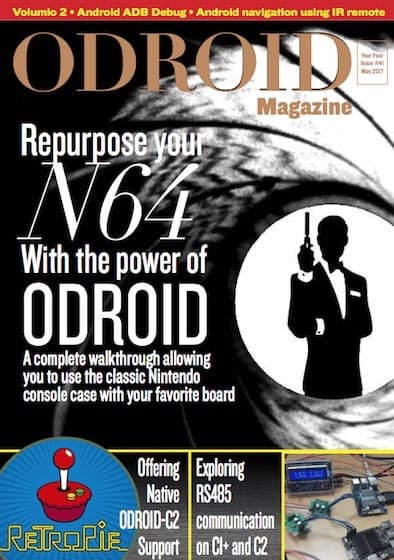 Volumio 2 • Android ADB Debug • Android navigation using IR remote
ODROID
Year Four
Issue #41
May 2017
Magazine
Repurpose your
N64
With the power of
ODROID
A complete walkthrough allowing
you to use the classic Nintendo
console case with your favorite board
RetroPie
Offering
Native
ODROID-C2
Support
Exploring
RS485
communication
on C1+ and C2